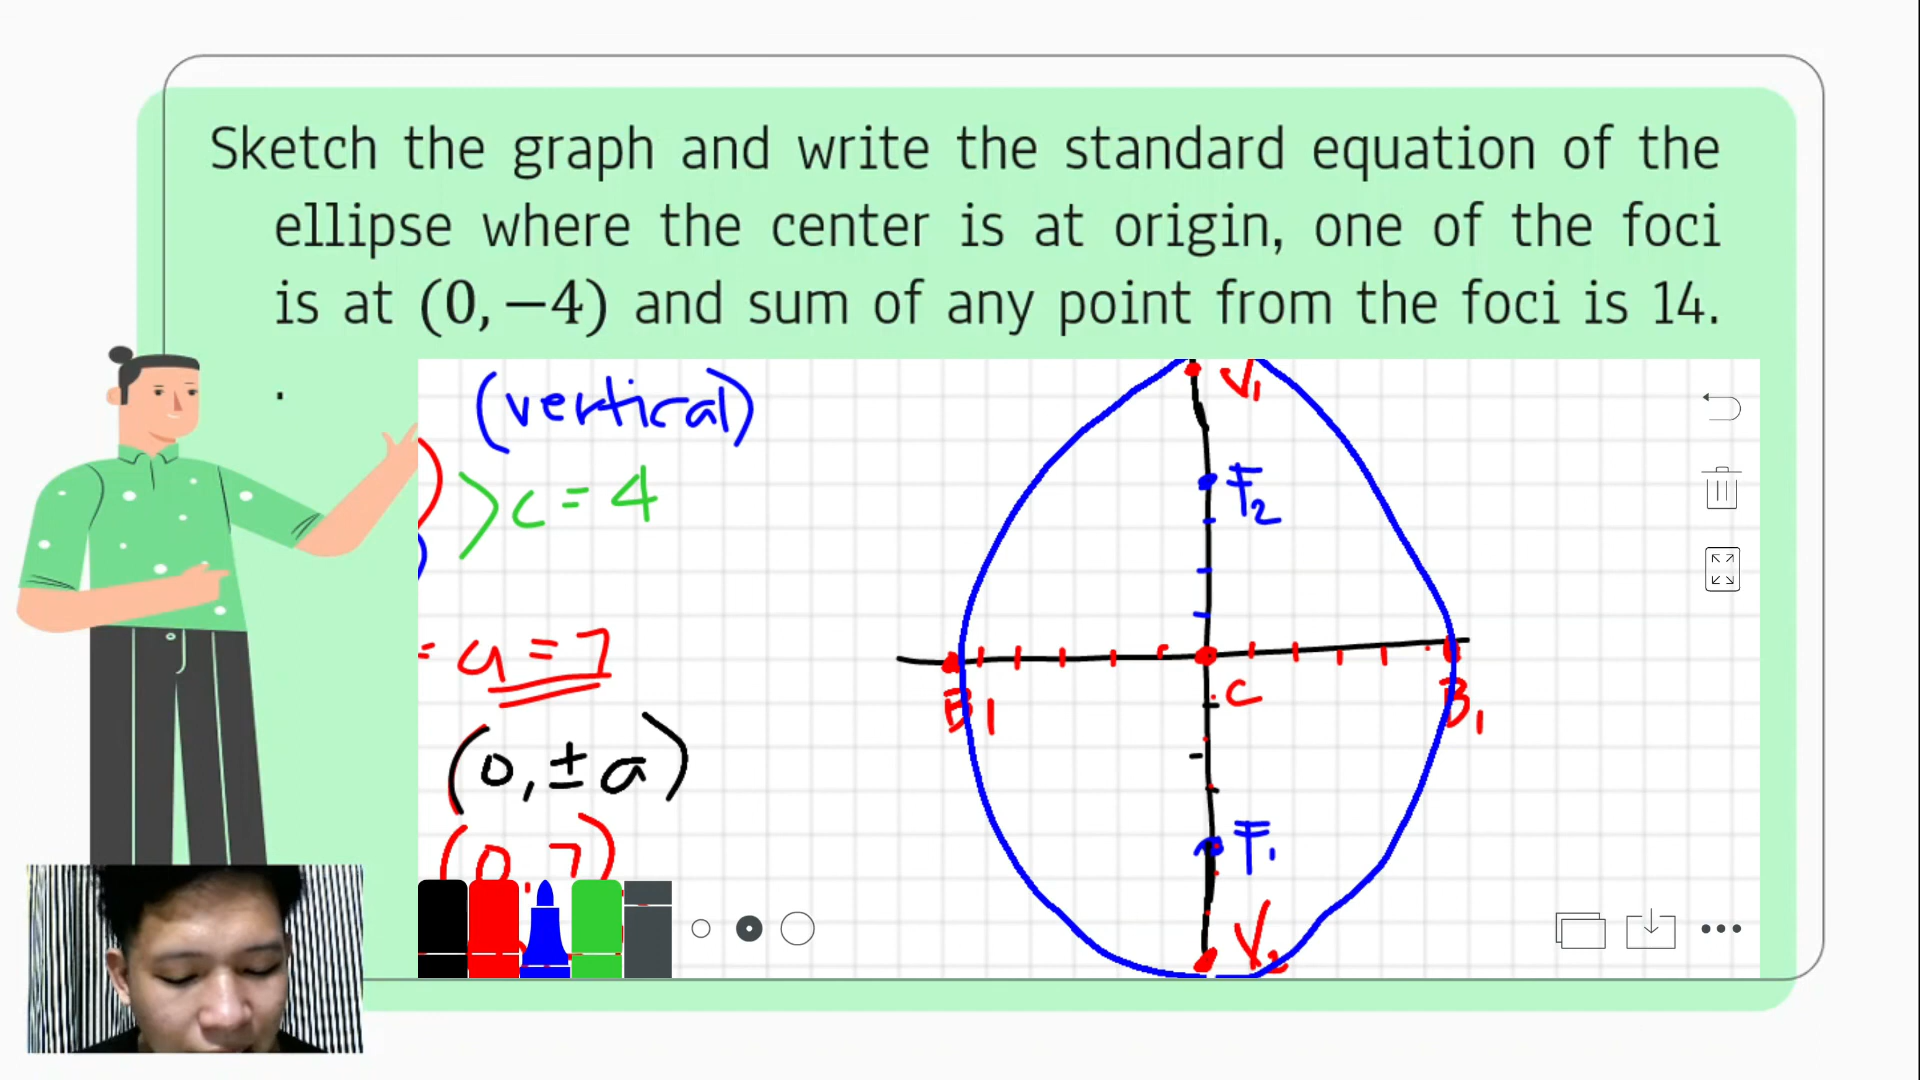 Sketch the graph and write the standard equation of the
ellipse where the center is at origin, one of the foci
is at (0, −4) and sum of any point from the foci is 14.
.
(vertical)
> c = 4
= a = 7
(0, ± a)
(0, 7)
V1
F2
B1
C
B1
F1
V2